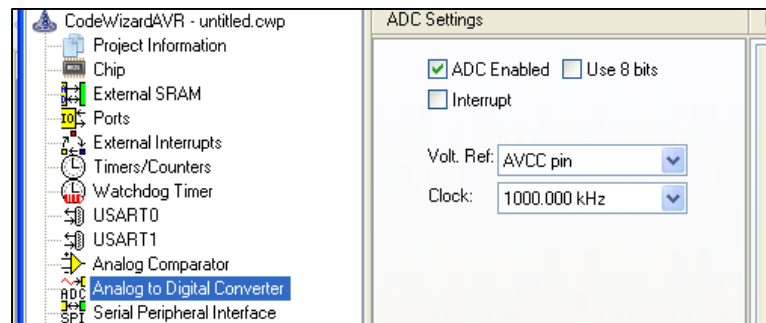 CodeWizardAVR - untitled.cwp
Project Information
Chip
External SRAM
Ports
External Interrupts
Timers/Counters
Watchdog Timer
USART0
USART1
Analog Comparator
Analog to Digital Converter
Serial Peripheral Interface
ADC Settings
ADC Enabled Use 8 bits
Interrupt
Volt. Ref: AVCC pin
Clock: 1000.000 kHz